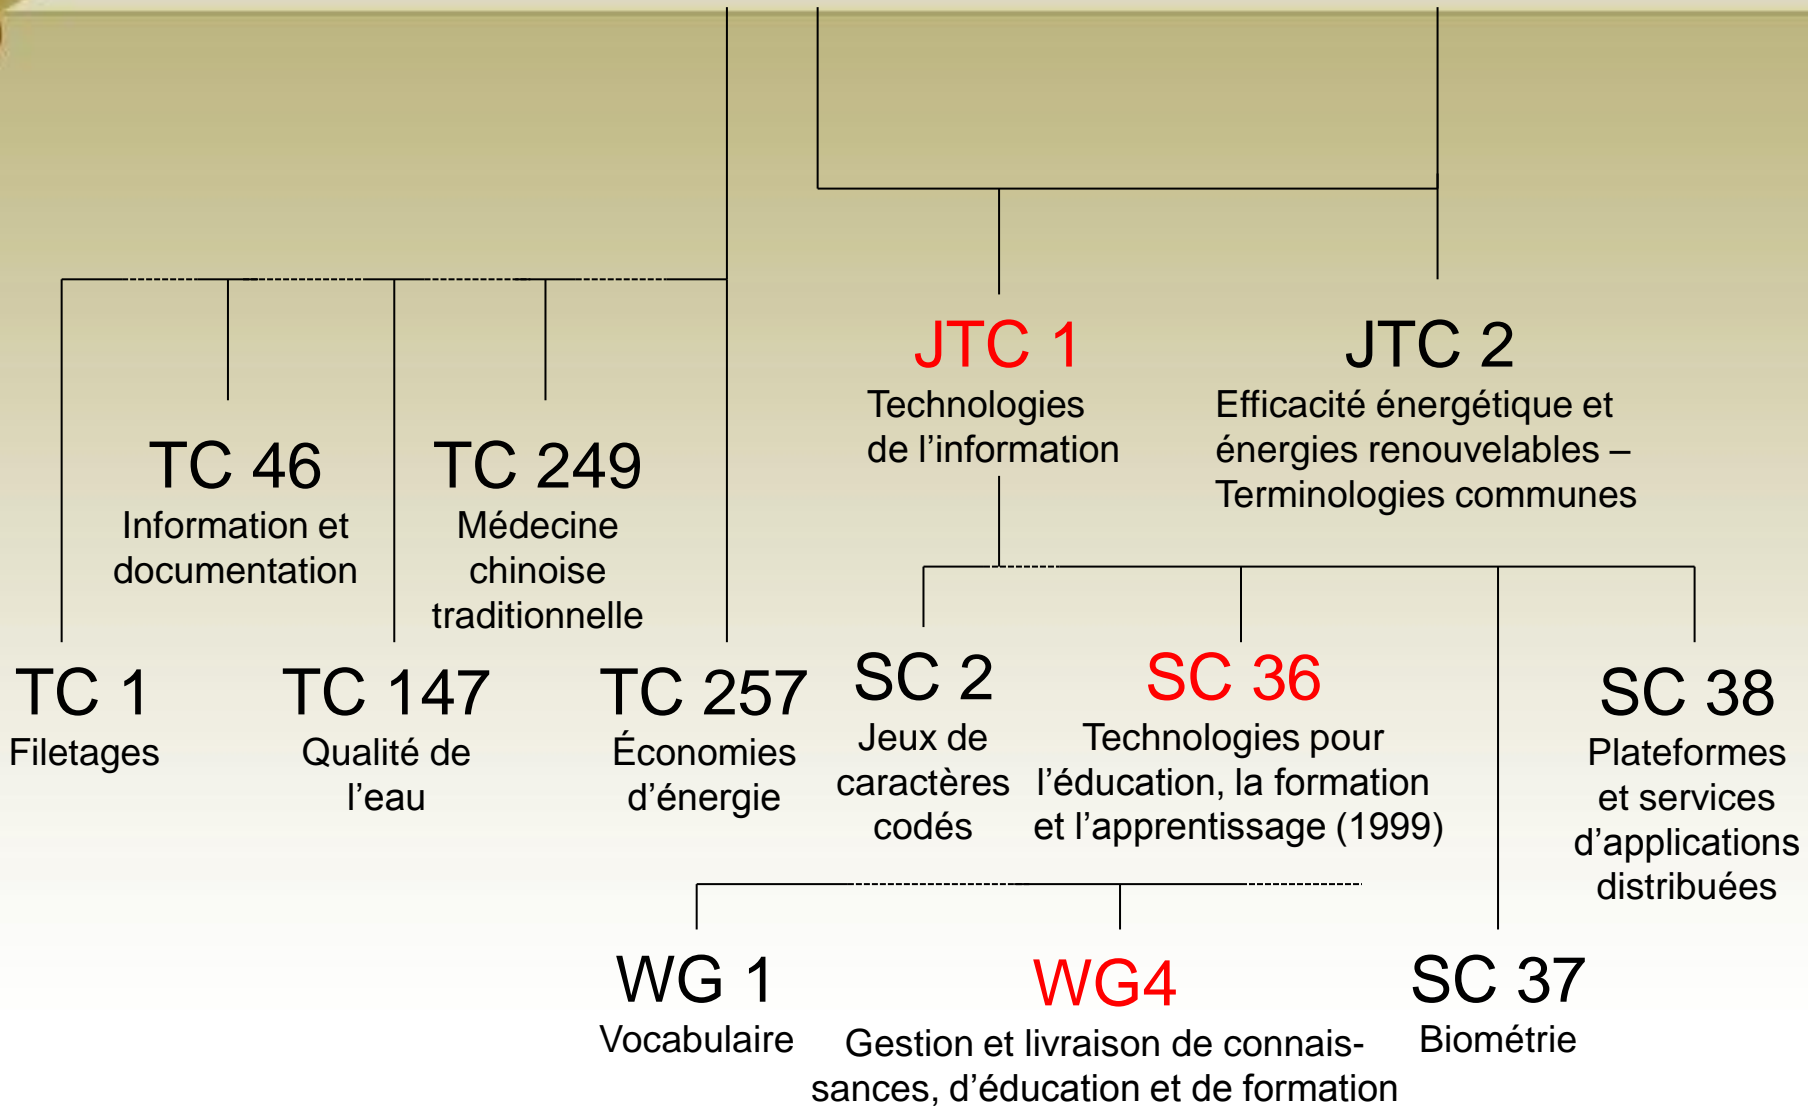 JTC 1
Technologies
de l’information
JTC 2
Efficacité énergétique et
énergies renouvelables –
Terminologies communes
TC 46
Information et
documentation
TC 249
Médecine
chinoise
traditionnelle
TC 1
Filetages
TC 147
Qualité de
l’eau
TC 257
Économies
d’énergie
SC 2
Jeux de
caractères
codés
SC 36
Technologies pour
l’éducation, la formation
et l’apprentissage (1999)
SC 38
Plateformes
et services
d’applications
distribuées
WG 1
Vocabulaire
WG4
Gestion et livraison de connais-
sances, d’éducation et de formation
SC 37
Biométrie